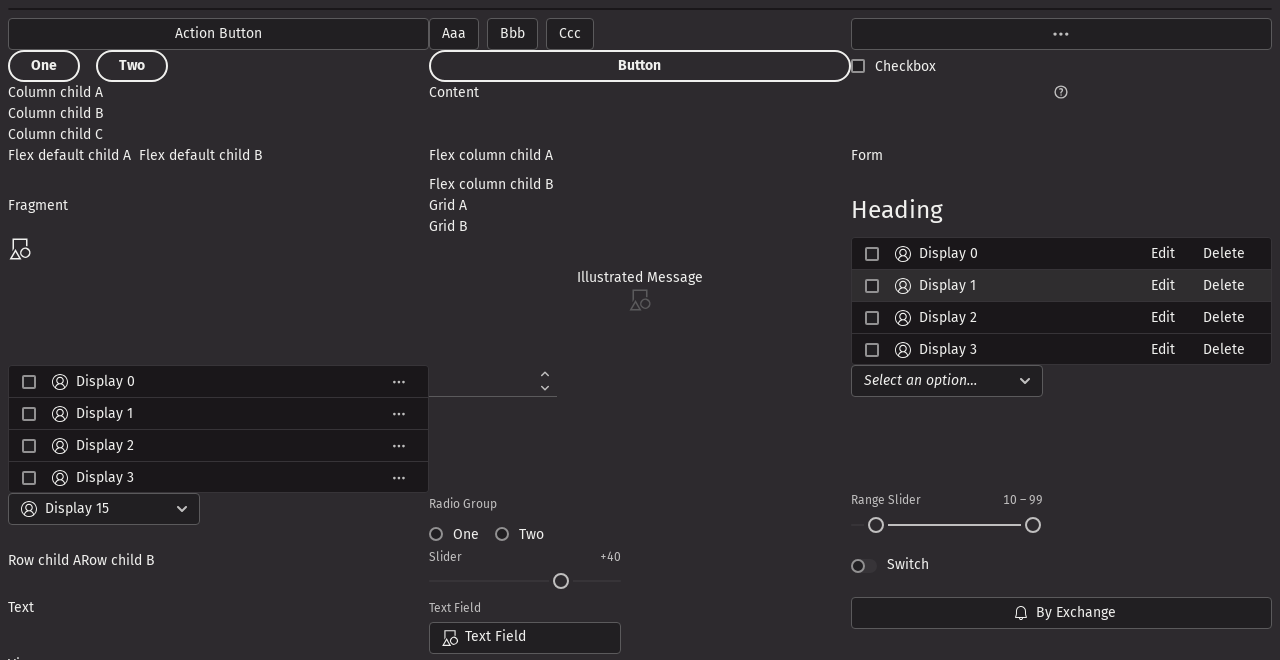 Action Button
Aaa Bbb Ccc
One Two
Button
Checkbox
Column child A
Column child B
Column child C
Content
Flex default child A Flex default child B
Flex column child A
Flex column child B
Form
Fragment
Grid A
Grid B
Heading
Illustrated Message
Display 0 Edit Delete
Display 1 Edit Delete
Display 2 Edit Delete
Display 3 Edit Delete
Display 0
Display 1
Display 2
Display 3
Select an option…
Display 15
Radio Group
One Two
Range Slider 10 – 99
Row child ARow child B
Slider +40
Switch
Text
Text Field
Text Field
By Exchange